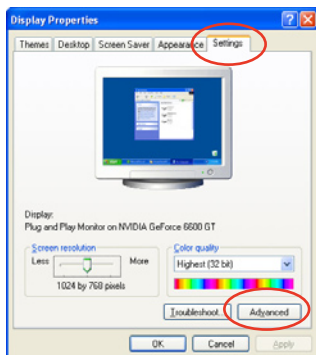 Display Properties
Themes Desktop Screen Saver Appearance Settings
Display:
Plug and Play Monitor on NVIDIA GeForce 6600 GT
Screen resolution
Less More
1024 by 768 pixels
Color quality
Highest (32 bit)
Troubleshoot... Advanced
OK Cancel Apply